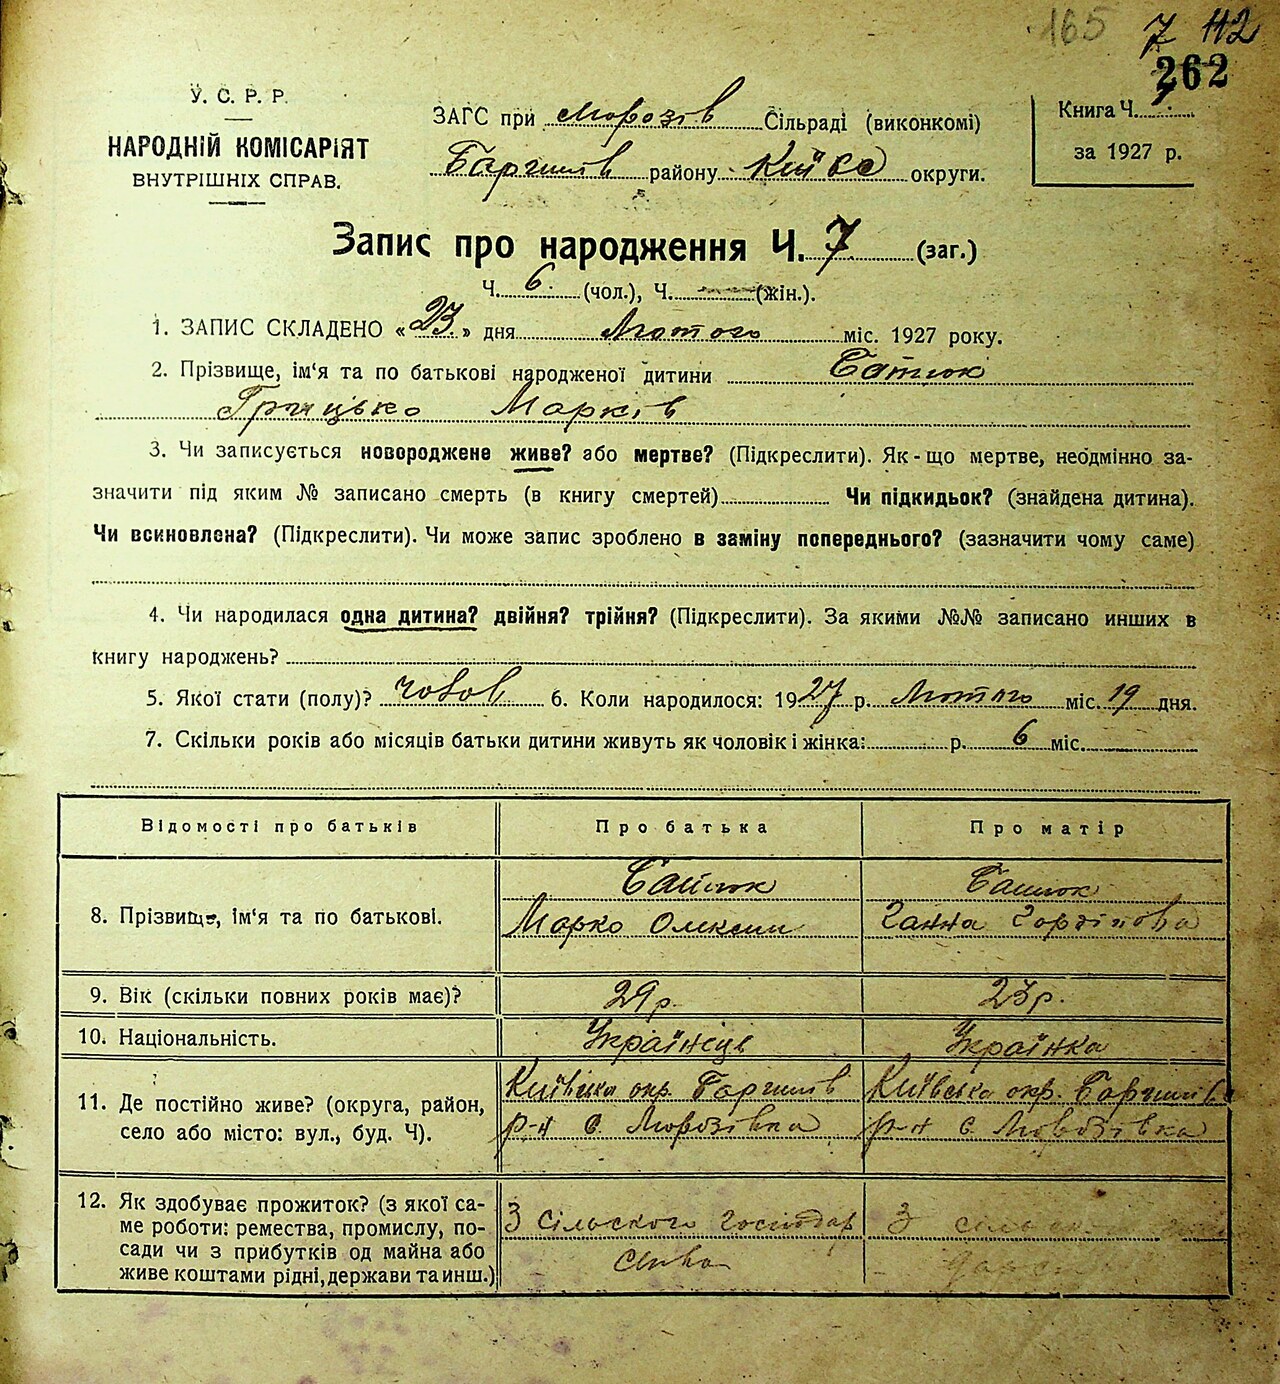 165 7 112
262
У. С. Р. Р.
НАРОДНІЙ КОМІСАРІЯТ
ВНУТРІШНІХ СПРАВ.
ЗАГС при Морозів Сільраді (виконкомі)
Баришів району Київс округи.
Книга Ч.
за 1927 р.
Запис про народження Ч. 7 (заг.)
Ч. 6 (чол.), Ч. — (жін.).
1. ЗАПИС СКЛАДЕНО «23» дня Лютого міс. 1927 року.
2. Прізвище, ім'я та по батькові народженої дитини Батюк
Грицько Марків
3. Чи записується новороджене живе? або мертве? (Підкреслити). Як-що мертве, неодмінно за-
значити під яким № записано смерть (в книгу смертей) Чи підкидьок? (знайдена дитина).
Чи всиновлена? (Підкреслити). Чи може запис зроблено в заміну попереднього? (зазначити чому саме)
4. Чи народилася одна дитина? двійня? трійня? (Підкреслити). За якими №№ записано инших в
книгу народжень?
5. Якої стати (полу)? чолов 6. Коли народилося: 1927 р. Лютого міс. 19 дня.
7. Скільки років або місяців батьки дитини живуть як чоловік і жінка: р. 6 міс.
Відомості про батьків Про батька Про матір
8. Прізвище, ім'я та по батькові.
Батюк
Марко Олексии
Батюк
Ганна Гордіїова
9. Вік (скільки повних років має)? 29 р. 23 р.
10. Національність. Українець Українка
11. Де постійно живе? (округа, район,
село або місто: вул., буд. Ч).
Київська окр. Баришів
р-н с. Морозівка
Київська окр. Баришів
р-н с. Морозівка
12. Як здобуває прожиток? (з якої са-
ме роботи: ремества, промислу, по-
сади чи з прибутків од майна або
живе коштами рідні, держави та инш.)
З сільского господар
ства
З сільск